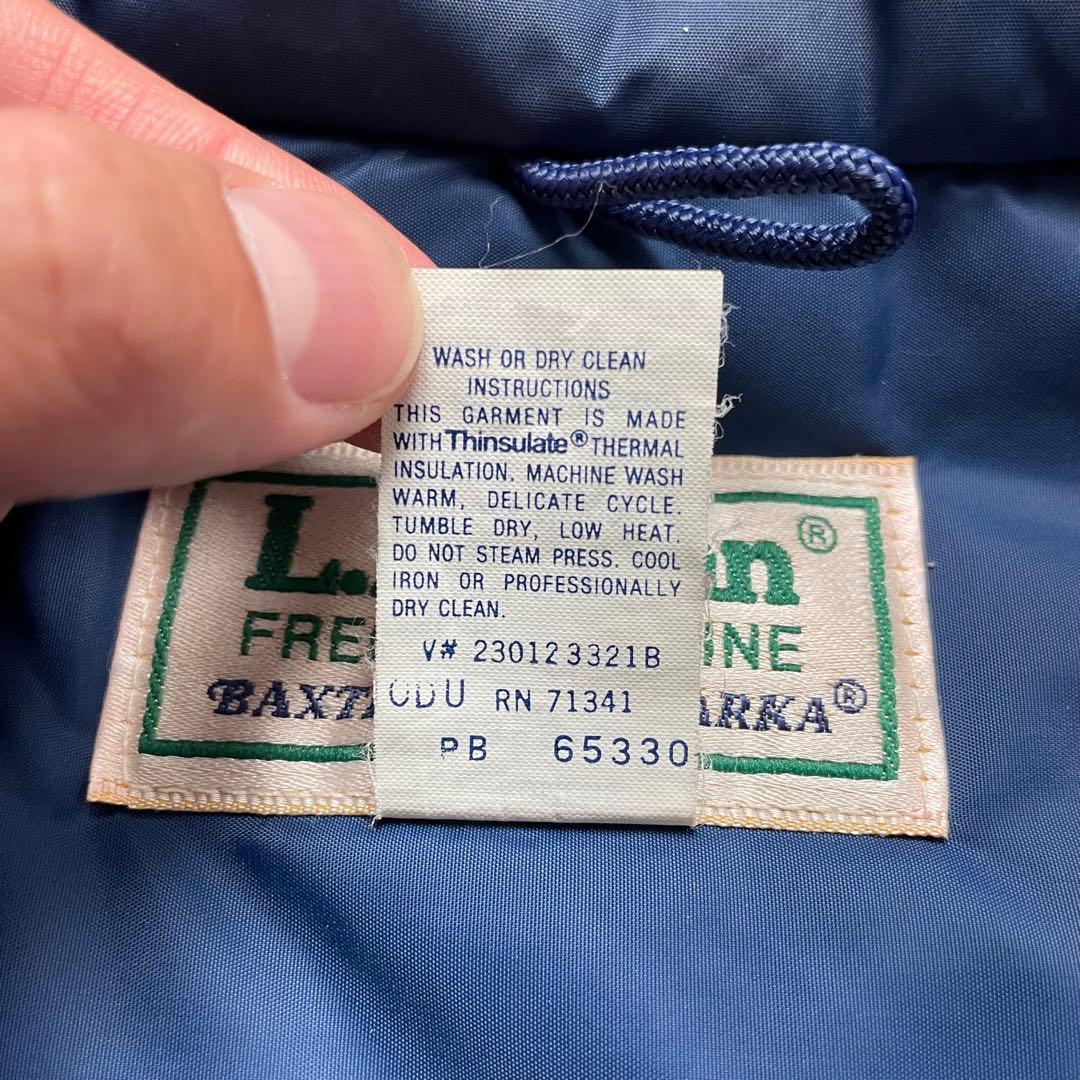 WASH OR DRY CLEAN
INSTRUCTIONS
THIS GARMENT IS MADE
WITH Thinsulate® THERMAL
INSULATION. MACHINE WASH
WARM, DELICATE CYCLE.
TUMBLE DRY, LOW HEAT.
DO NOT STEAM PRESS. COOL
IRON OR PROFESSIONALLY
DRY CLEAN.
V# 230123321B
RN 71341
PB 65330